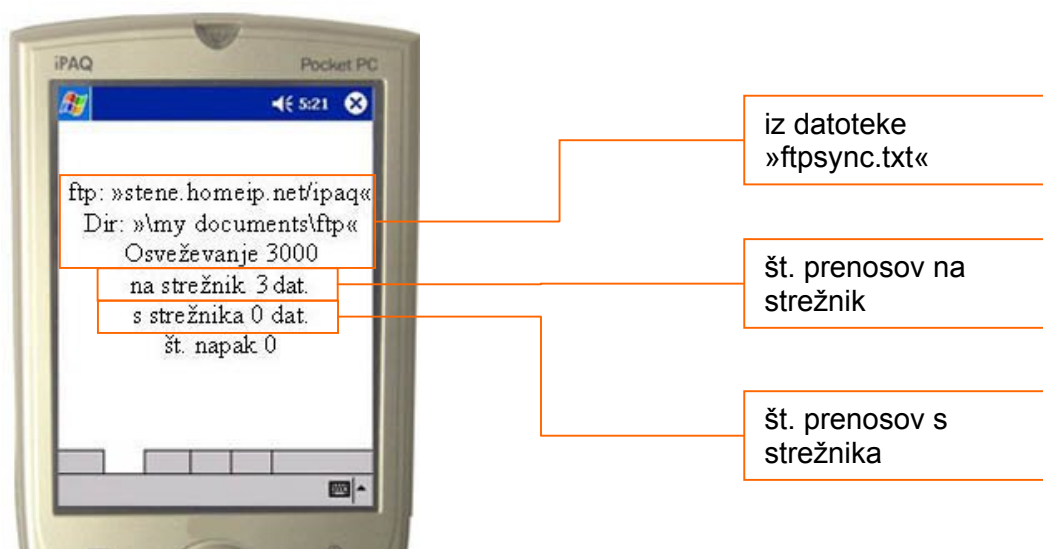 iPAQ
Pocket PC
5:21
ftp: »stene.homeip.net/ipaq«
Dir: »\my documents\ftp«
Osveževanje 3000
na strežnik 3 dat.
s strežnika 0 dat.
št. napak 0
iz datoteke
»ftpsync.txt«
št. prenosov na
strežnik
št. prenosov s
strežnika